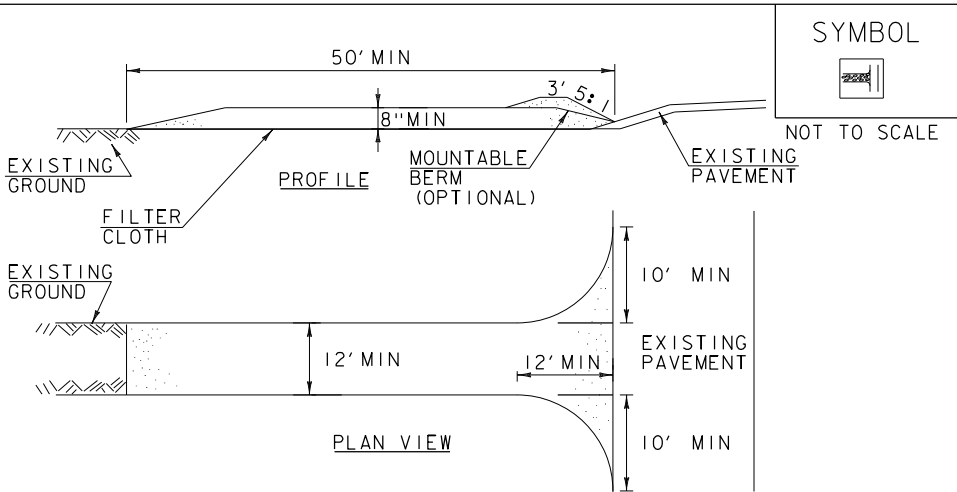 SYMBOL
NOT TO SCALE
50' MIN
3' 5:1
8" MIN
EXISTING
GROUND
PROFILE
MOUNTABLE
BERM
(OPTIONAL)
EXISTING
PAVEMENT
FILTER
CLOTH
EXISTING
GROUND
10' MIN
12' MIN
12' MIN
EXISTING
PAVEMENT
PLAN VIEW
10' MIN